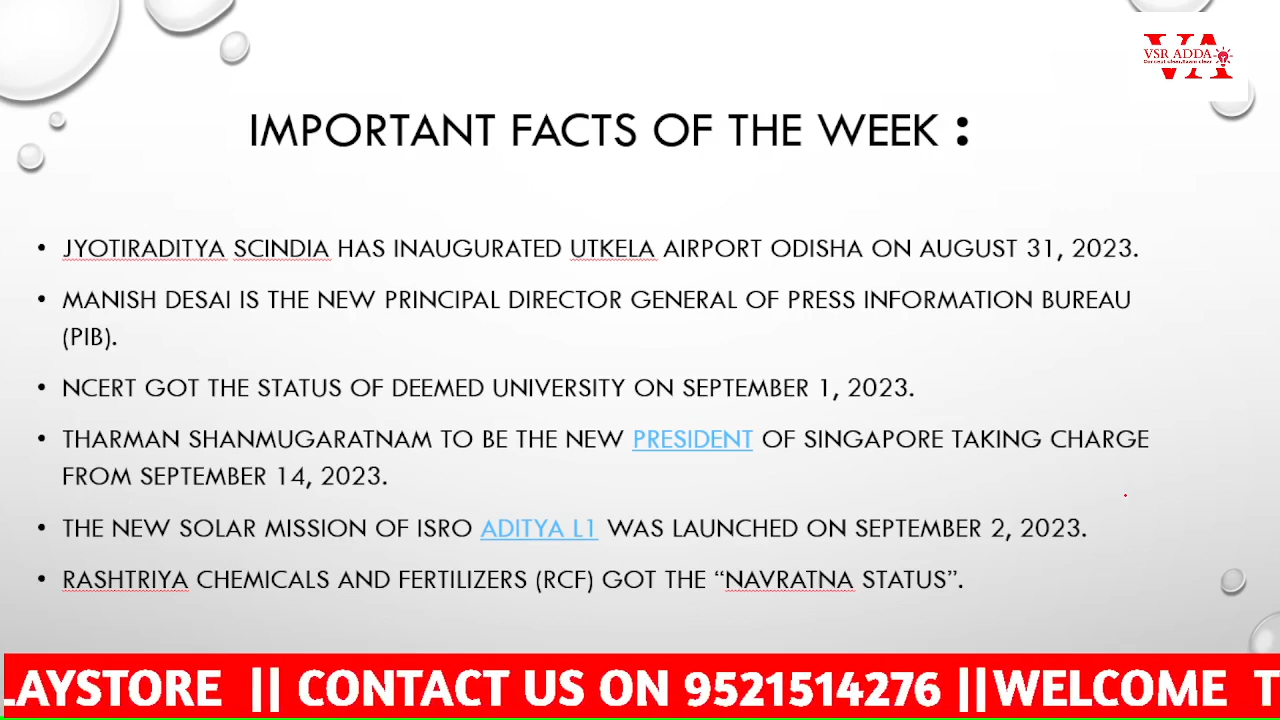 VA
VSR ADDA
IMPORTANT FACTS OF THE WEEK :
• JYOTIRADITYA SCINDIA HAS INAUGURATED UTKELA AIRPORT ODISHA ON AUGUST 31, 2023.
• MANISH DESAI IS THE NEW PRINCIPAL DIRECTOR GENERAL OF PRESS INFORMATION BUREAU
(PIB).
• NCERT GOT THE STATUS OF DEEMED UNIVERSITY ON SEPTEMBER 1, 2023.
• THARMAN SHANMUGARATNAM TO BE THE NEW PRESIDENT OF SINGAPORE TAKING CHARGE
FROM SEPTEMBER 14, 2023.
• THE NEW SOLAR MISSION OF ISRO ADITYA L1 WAS LAUNCHED ON SEPTEMBER 2, 2023.
• RASHTRIYA CHEMICALS AND FERTILIZERS (RCF) GOT THE “NAVRATNA STATUS”.
LAYSTORE || CONTACT US ON 9521514276 ||WELCOME T